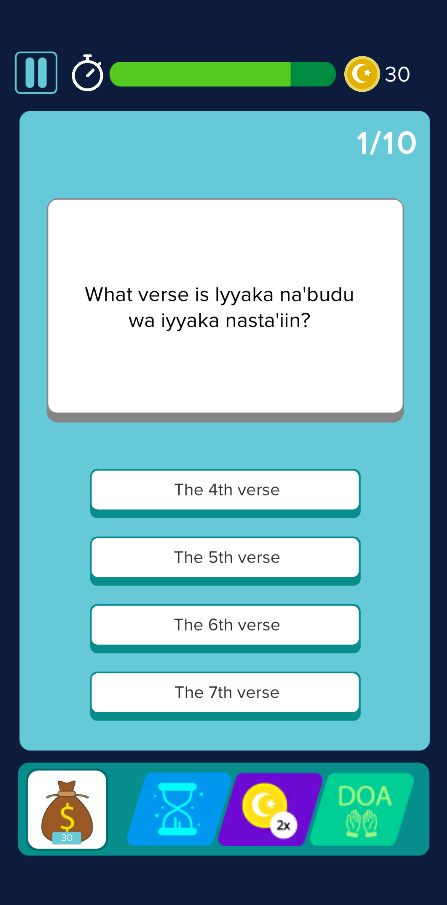 30
1/10
What verse is Iyyaka na'budu
wa iyyaka nasta'iin?
The 4th verse
The 5th verse
The 6th verse
The 7th verse
$
30
2x
DOA